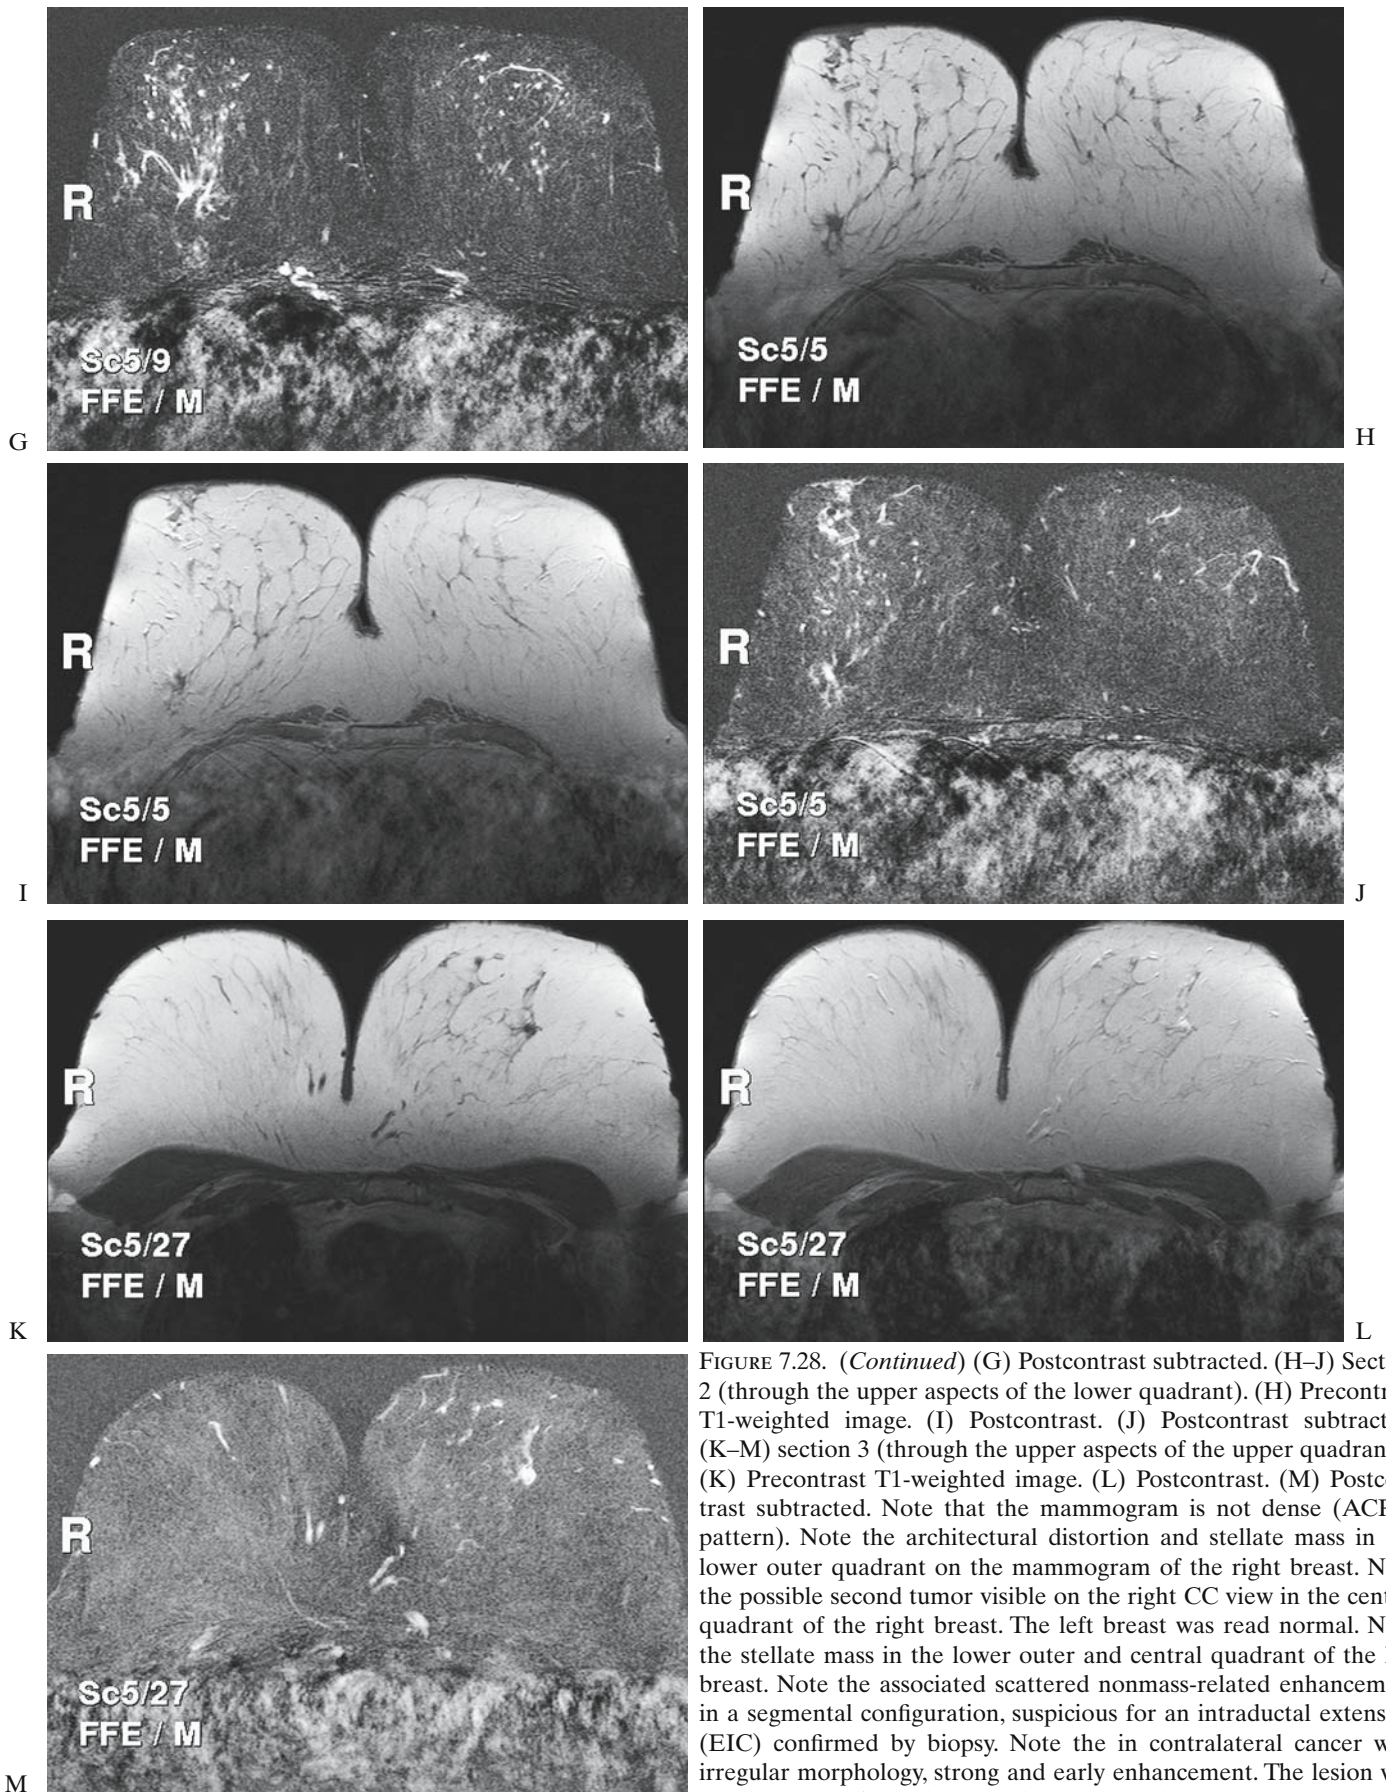 R
Sc5/9
FFE / M
G
R
Sc5/5
FFE / M
H
R
Sc5/5
FFE / M
I
R
Sc5/5
FFE / M
J
R
Sc5/27
FFE / M
K
R
Sc5/27
FFE / M
L
R
Sc5/27
FFE / M
M
FIGURE 7.28. (Continued) (G) Postcontrast subtracted. (H–J) Sect
2 (through the upper aspects of the lower quadrant). (H) Precontr
T1-weighted image. (I) Postcontrast. (J) Postcontrast subtract
(K–M) section 3 (through the upper aspects of the upper quadran
(K) Precontrast T1-weighted image. (L) Postcontrast. (M) Postc
trast subtracted. Note that the mammogram is not dense (ACR
pattern). Note the architectural distortion and stellate mass in
lower outer quadrant on the mammogram of the right breast. N
the possible second tumor visible on the right CC view in the cent
quadrant of the right breast. The left breast was read normal. N
the stellate mass in the lower outer and central quadrant of the
breast. Note the associated scattered nonmass-related enhancem
in a segmental configuration, suspicious for an intraductal extens
(EIC) confirmed by biopsy. Note the in contralateral cancer w
irregular morphology, strong and early enhancement. The lesion w